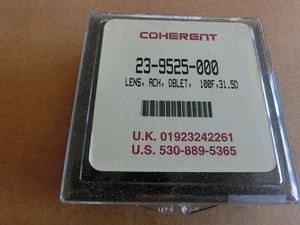 COHERENT
23-9525-000
LENS, ACH, DBLET, 100F,31.5D
U.K. 01923242261
U.S. 530-889-5365